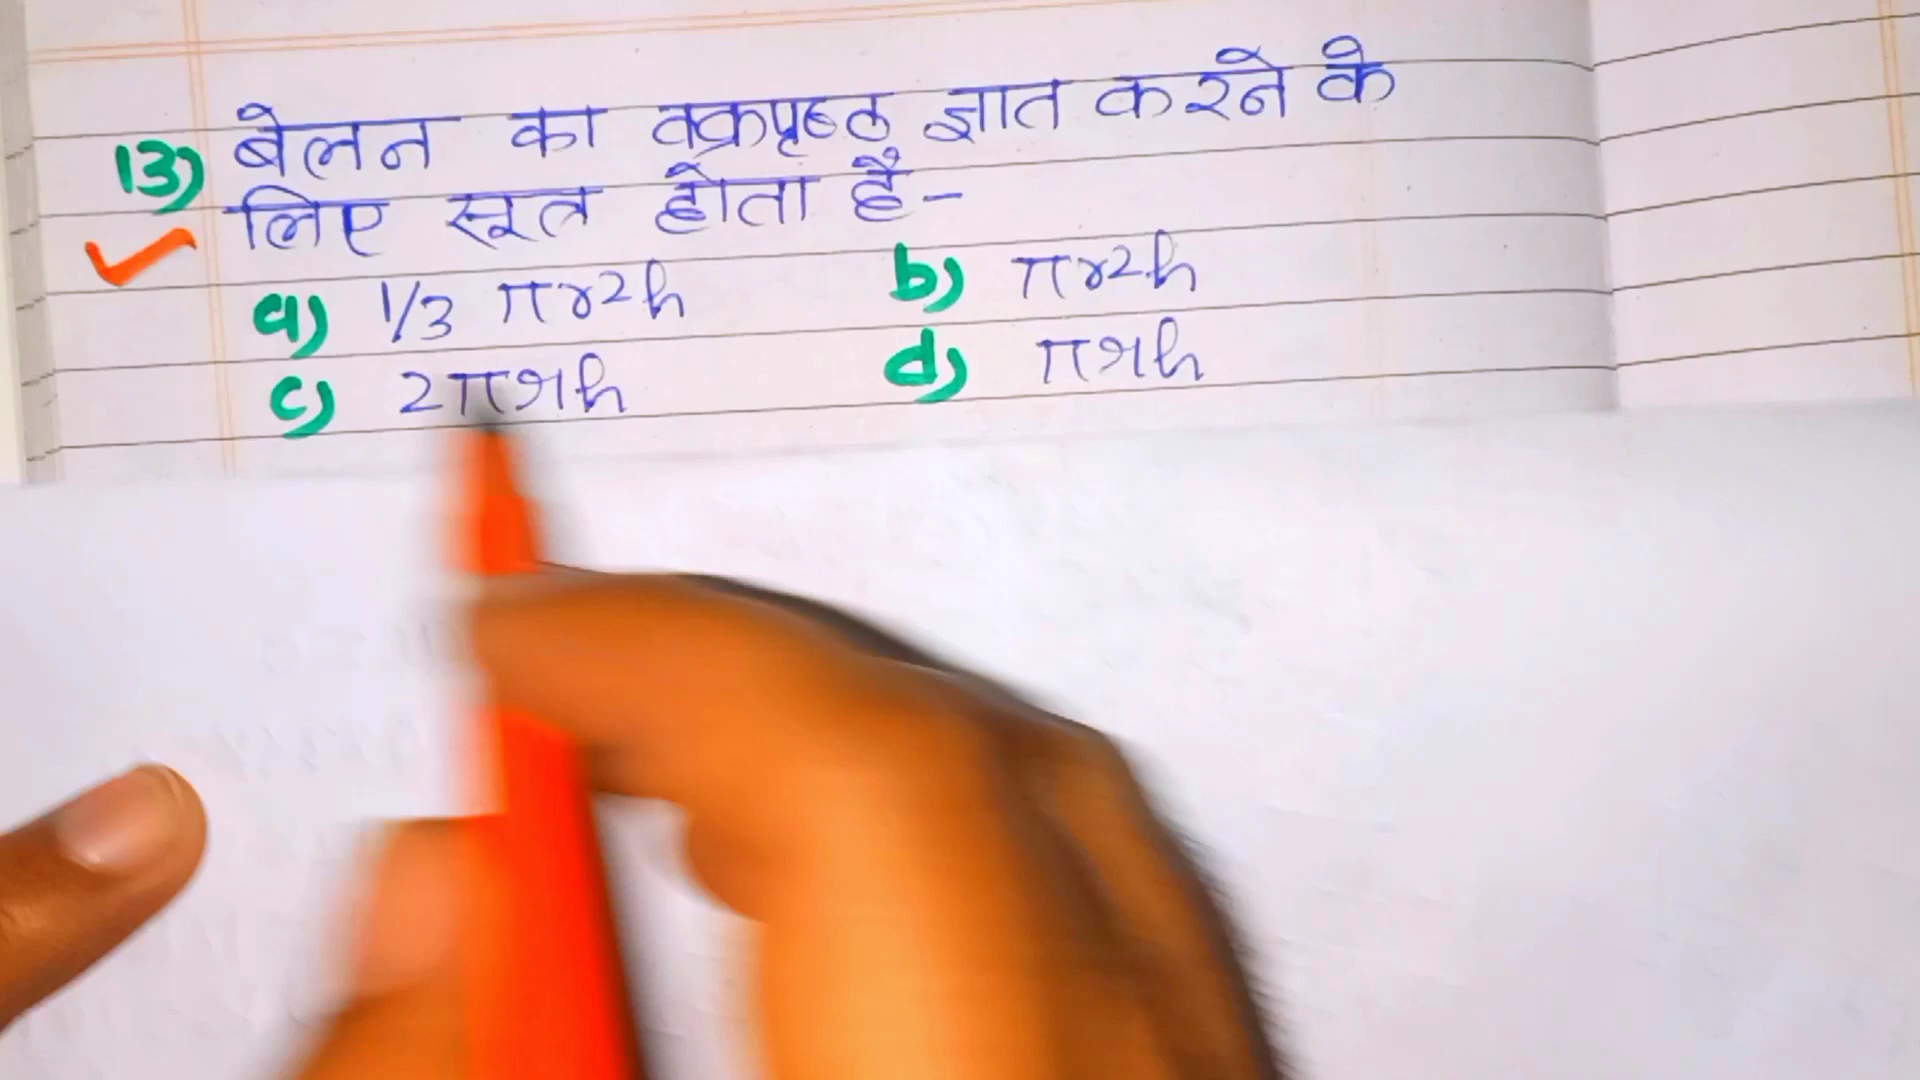 13) बेलन का वक्रपृष्ठ ज्ञात करने के
लिए सूत्र होता है-
a) 1/3 πr2h b) πr2h
c) 2πrh d) πrh